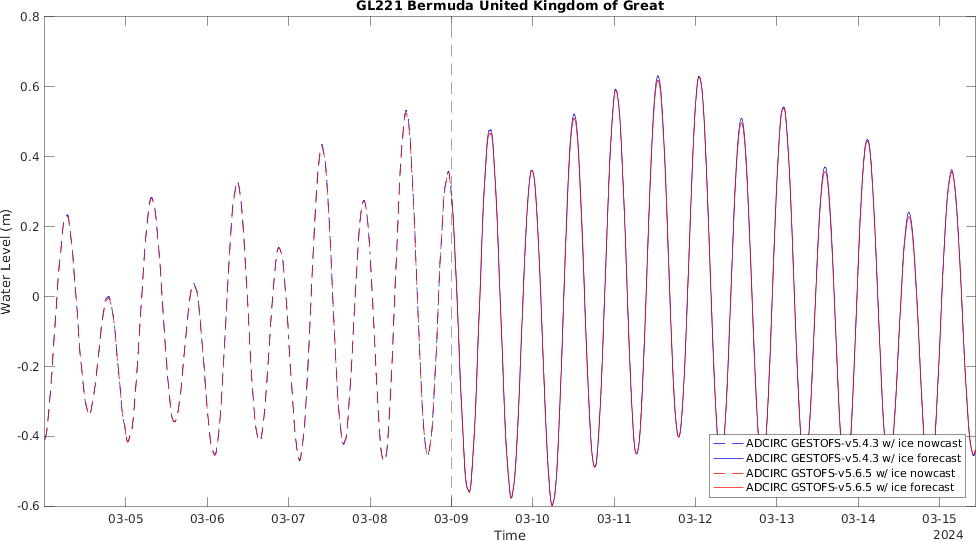 GL221 Bermuda United Kingdom of Great
0.8
0.6
0.4
0.2
0
-0.2
-0.4
-0.6
Water Level (m)
ADCIRC GESTOFS-v5.4.3 w/ ice nowcast
ADCIRC GESTOFS-v5.4.3 w/ ice forecast
ADCIRC GSTOFS-v5.6.5 w/ ice nowcast
ADCIRC GSTOFS-v5.6.5 w/ ice forecast
03-05 03-06 03-07 03-08 03-09 03-10 03-11 03-12 03-13 03-14 03-15
Time
2024